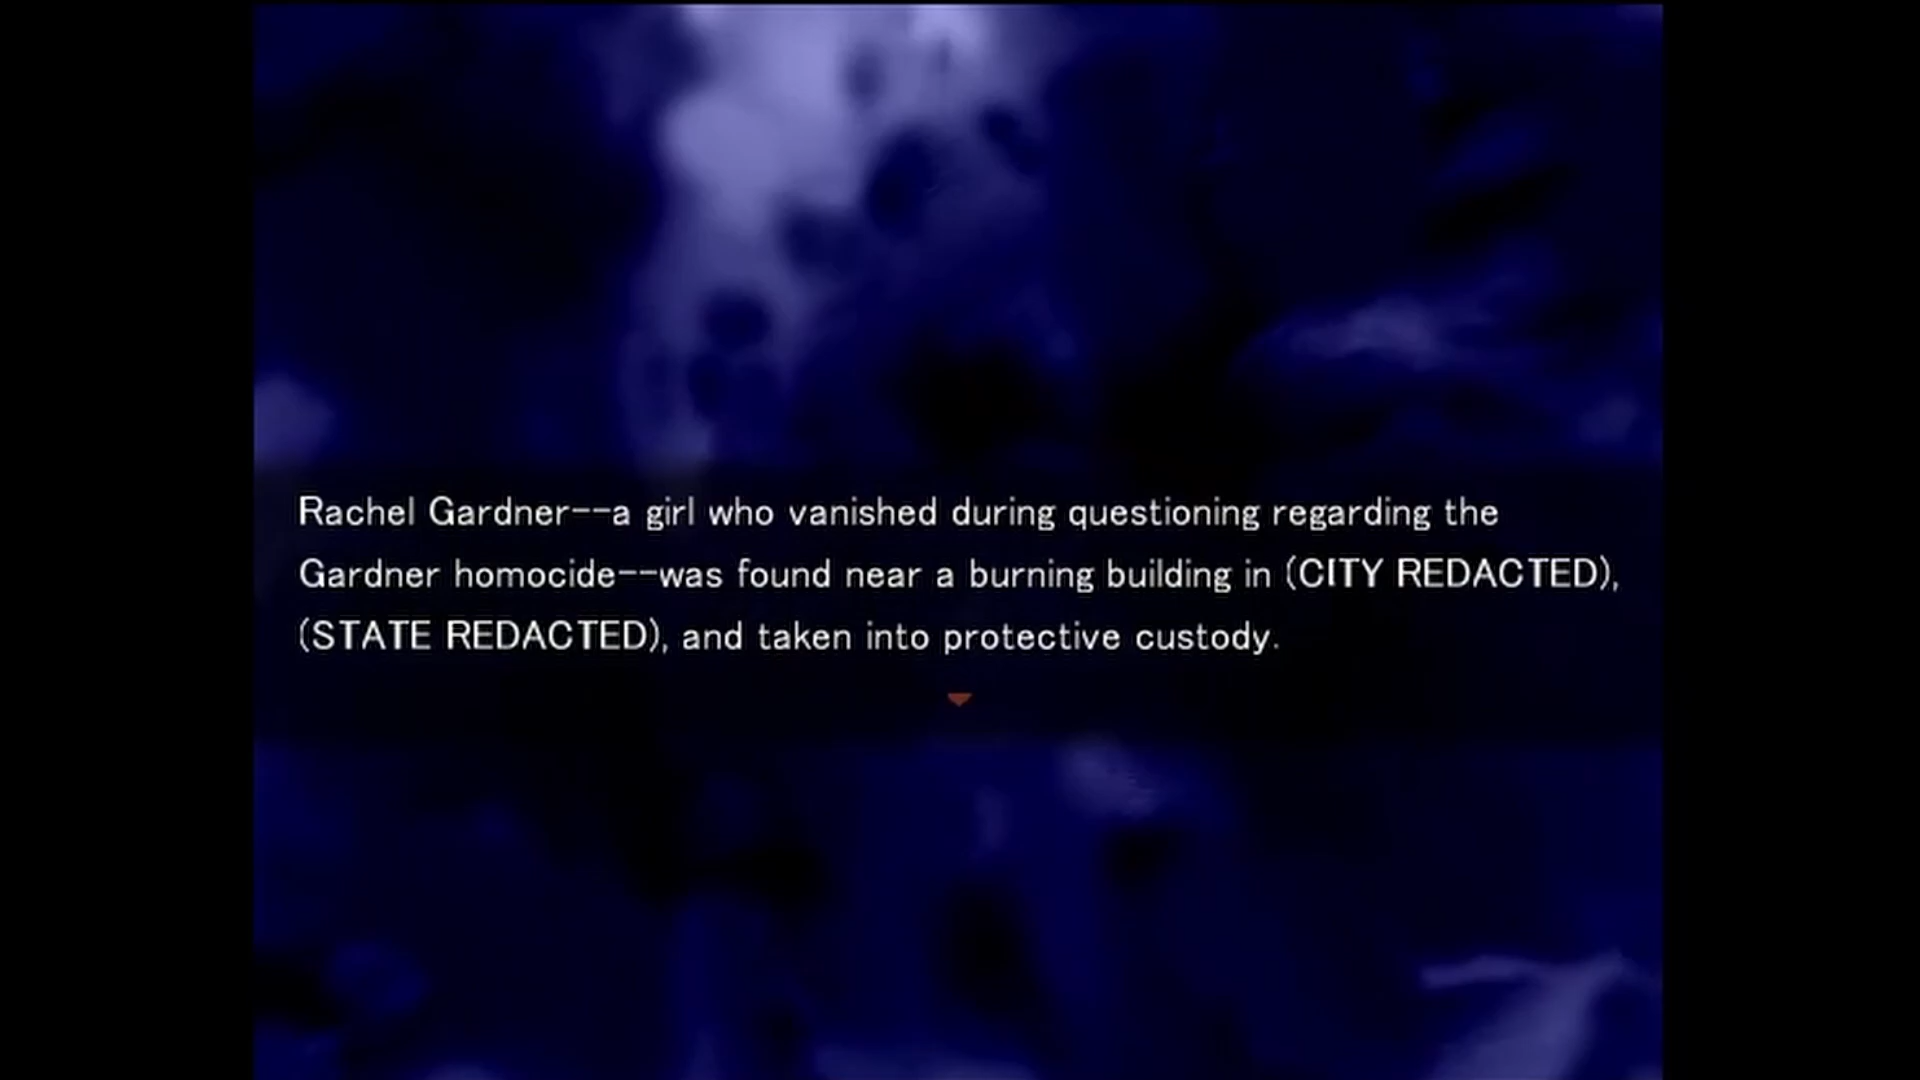 Rachel Gardner--a girl who vanished during questioning regarding the
Gardner homocide--was found near a burning building in (CITY REDACTED),
(STATE REDACTED), and taken into protective custody.